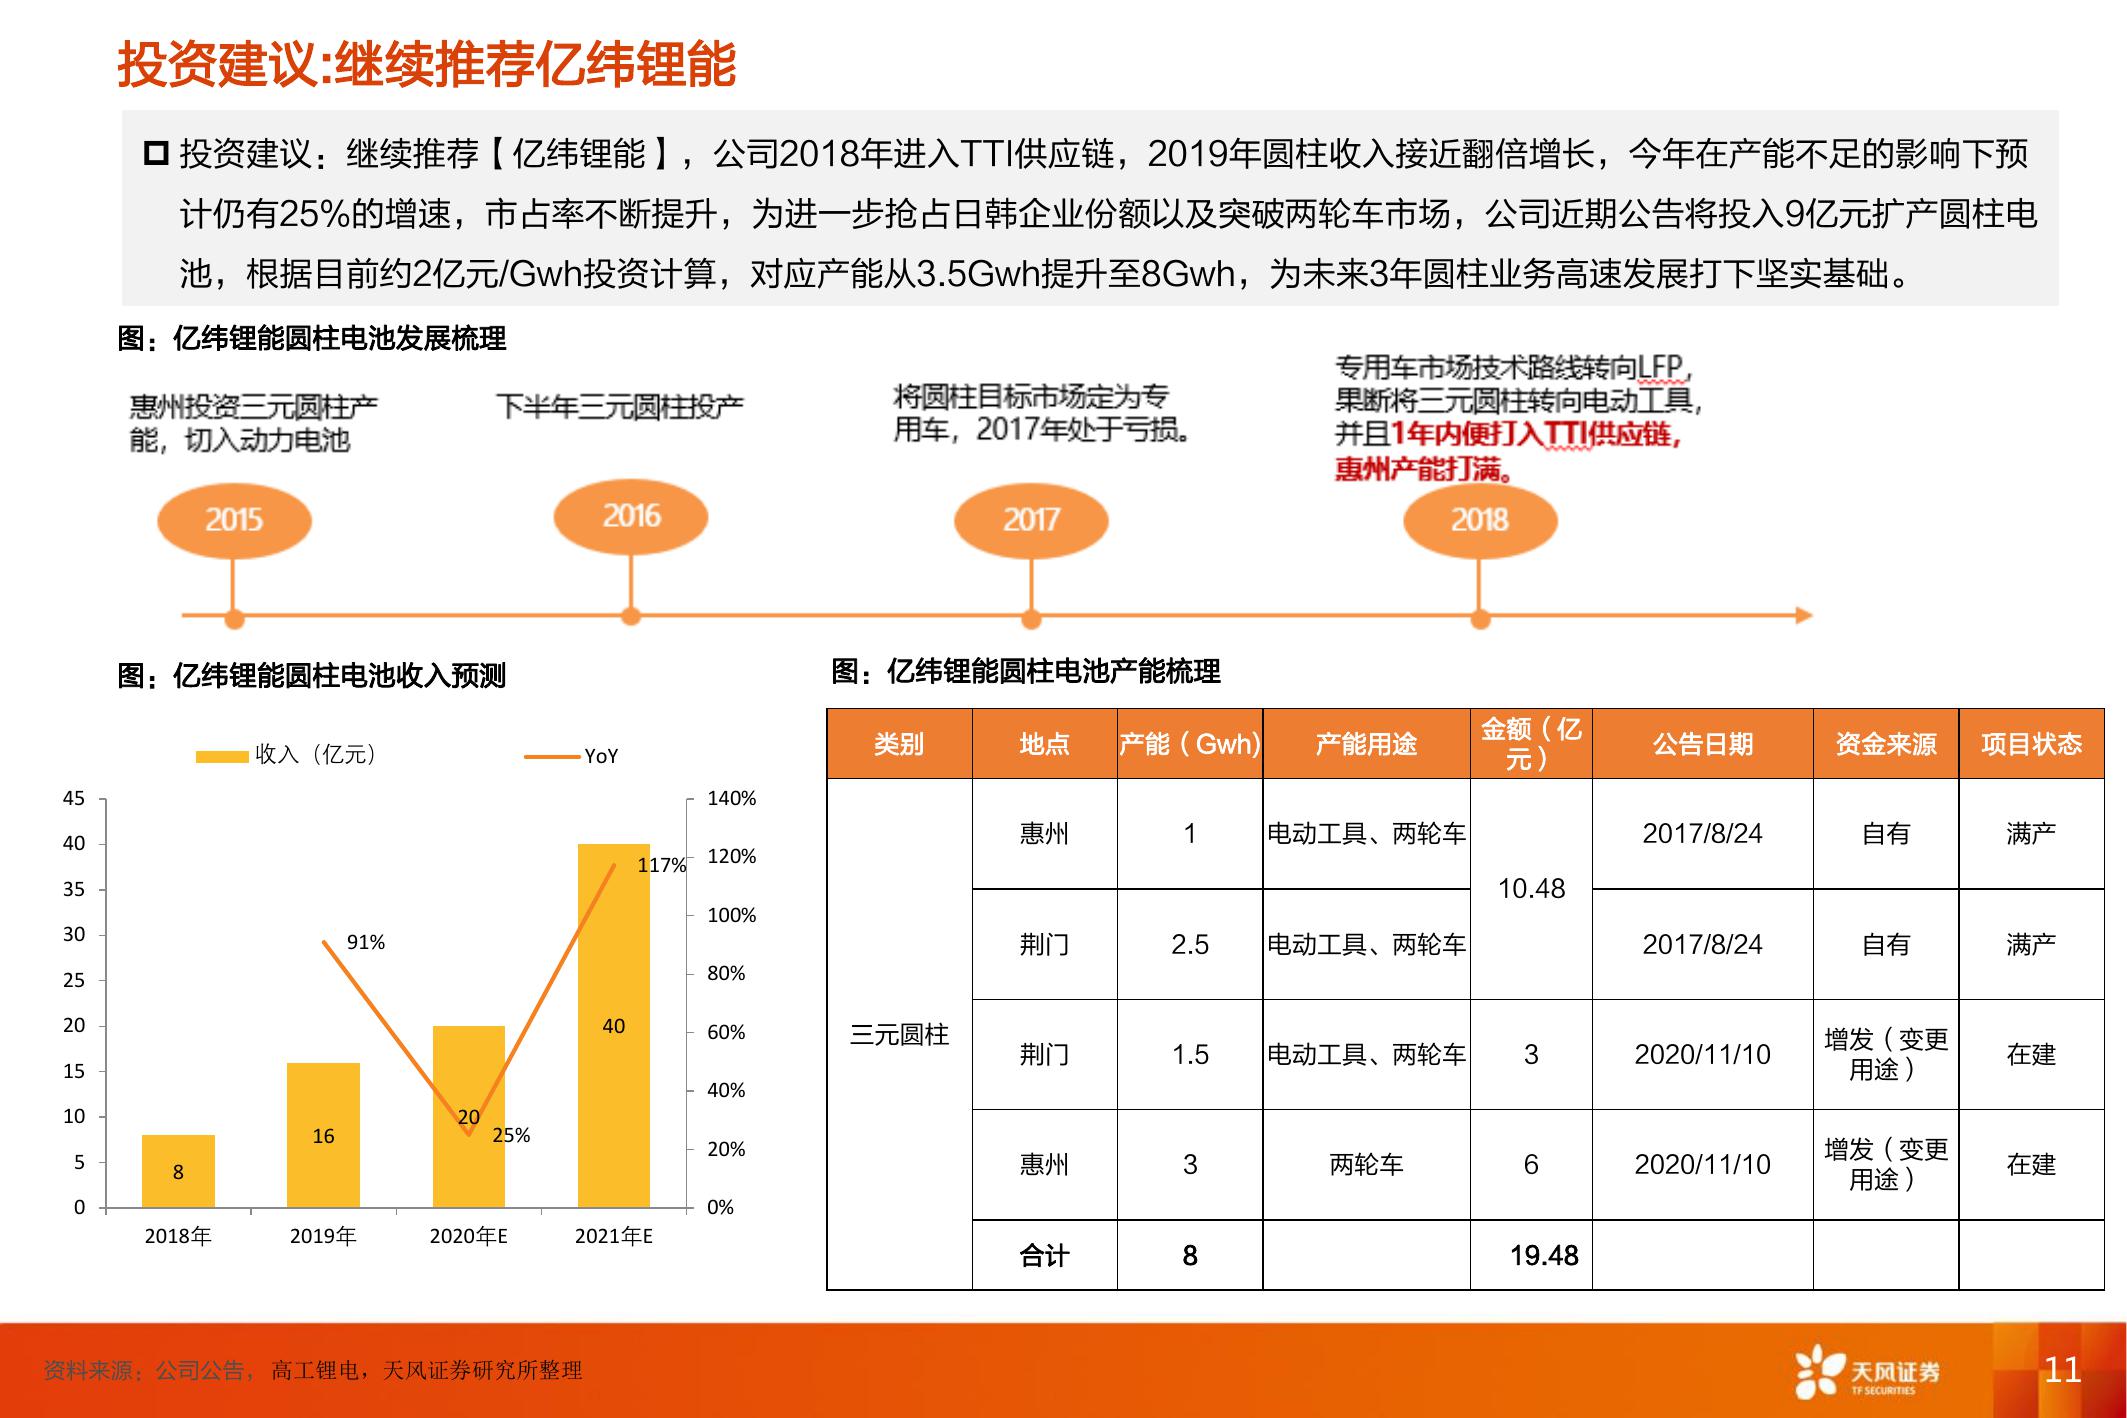 投资建议:继续推荐亿纬锂能
投资建议：继续推荐【亿纬锂能】，公司2018年进入TTI供应链，2019年圆柱收入接近翻倍增长，今年在产能不足的影响下预
计仍有25%的增速，市占率不断提升，为进一步抢占日韩企业份额以及突破两轮车市场，公司近期公告将投入9亿元扩产圆柱电
池，根据目前约2亿元/Gwh投资计算，对应产能从3.5Gwh提升至8Gwh，为未来3年圆柱业务高速发展打下坚实基础。
图：亿纬锂能圆柱电池发展梳理
惠州投资三元圆柱产
能，切入动力电池
下半年三元圆柱投产
将圆柱目标市场定为专
用车，2017年处于亏损。
专用车市场技术路线转向LFP，
果断将三元圆柱转向电动工具，
并且1年内便打入TTI供应链，
惠州产能打满。
2015
2016
2017
2018
图：亿纬锂能圆柱电池收入预测
收入（亿元）
YoY
45
40
35
30
25
20
15
10
5
0
140%
120%
100%
80%
60%
40%
20%
0%
8
16
20
40
91%
25%
117%
2018年
2019年
2020年E
2021年E
图：亿纬锂能圆柱电池产能梳理
类别 地点 产能（Gwh） 产能用途 金额（亿
元） 公告日期 资金来源 项目状态
三元圆柱
惠州 1 电动工具、两轮车 10.48 2017/8/24 自有 满产
荆门 2.5 电动工具、两轮车 2017/8/24 自有 满产
荆门 1.5 电动工具、两轮车 3 2020/11/10 增发（变更
用途） 在建
惠州 3 两轮车 6 2020/11/10 增发（变更
用途） 在建
合计 8 19.48
资料来源：公司公告，高工锂电，天风证券研究所整理
天风证券
TF SECURITIES
11